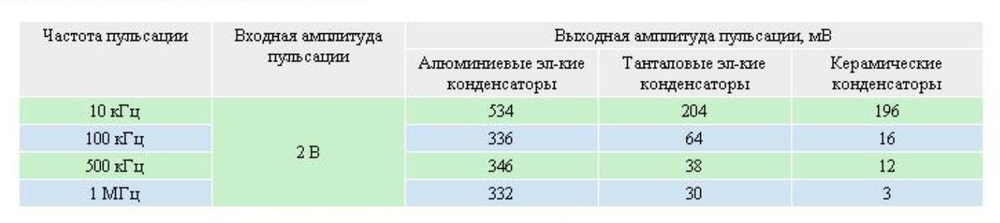 Частота пульсации Входная амплитуда Выходная амплитуда пульсации, мВ
пульсации
Алюминиевые эл-кие Танталовые эл-кие Керамические
конденсаторы конденсаторы конденсаторы
10 кГц 534 204 196
100 кГц 336 64 16
2 В
500 кГц 346 38 12
1 МГц 332 30 3